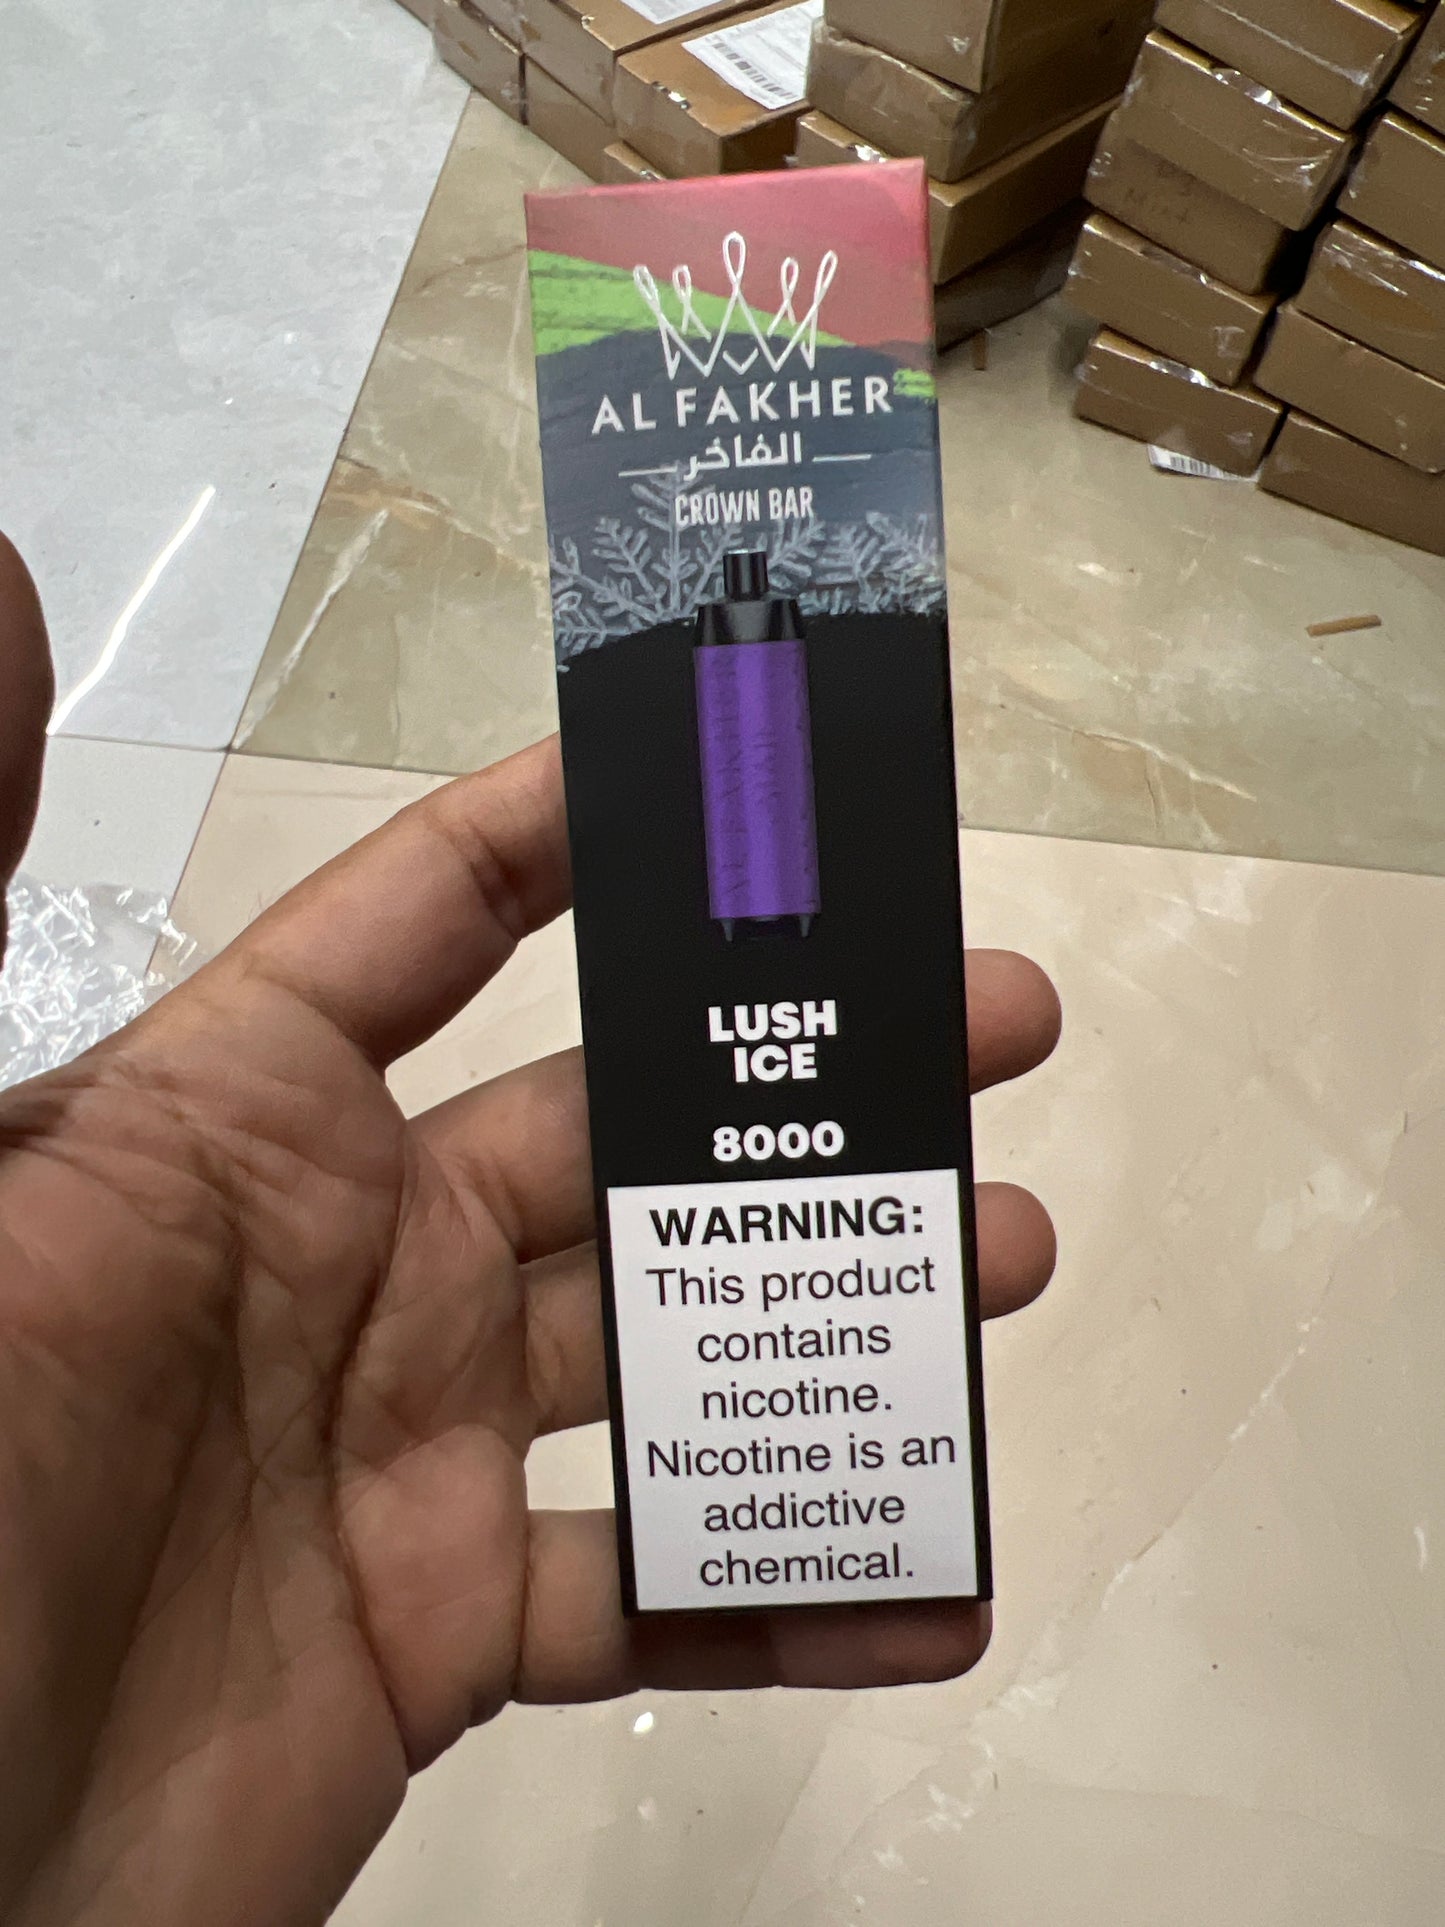 AL FAKHER
الفاخر
CROWN BAR
LUSH
ICE
8000
WARNING:
This product
contains
nicotine.
Nicotine is an
addictive
chemical.